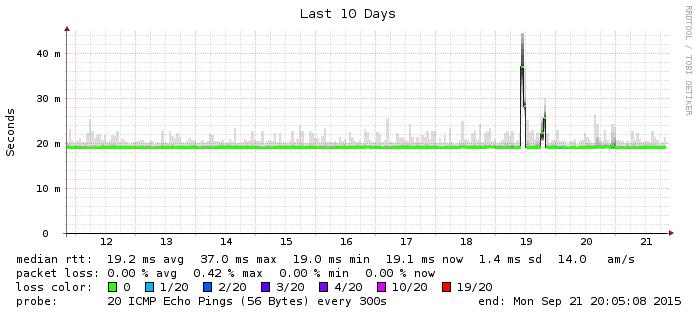 Last 10 Days
RRDTOOL / TOBI OETIKER
Seconds
40 m
30 m
20 m
10 m
0
12 13 14 15 16 17 18 19 20 21
median rtt: 19.2 ms avg 37.0 ms max 19.0 ms min 19.1 ms now 1.4 ms sd 14.0 am/s
packet loss: 0.00 % avg 0.42 % max 0.00 % min 0.00 % now
loss color: 0 1/20 2/20 3/20 4/20 10/20 19/20
probe: 20 ICMP Echo Pings (56 Bytes) every 300s end: Mon Sep 21 20:05:08 2015